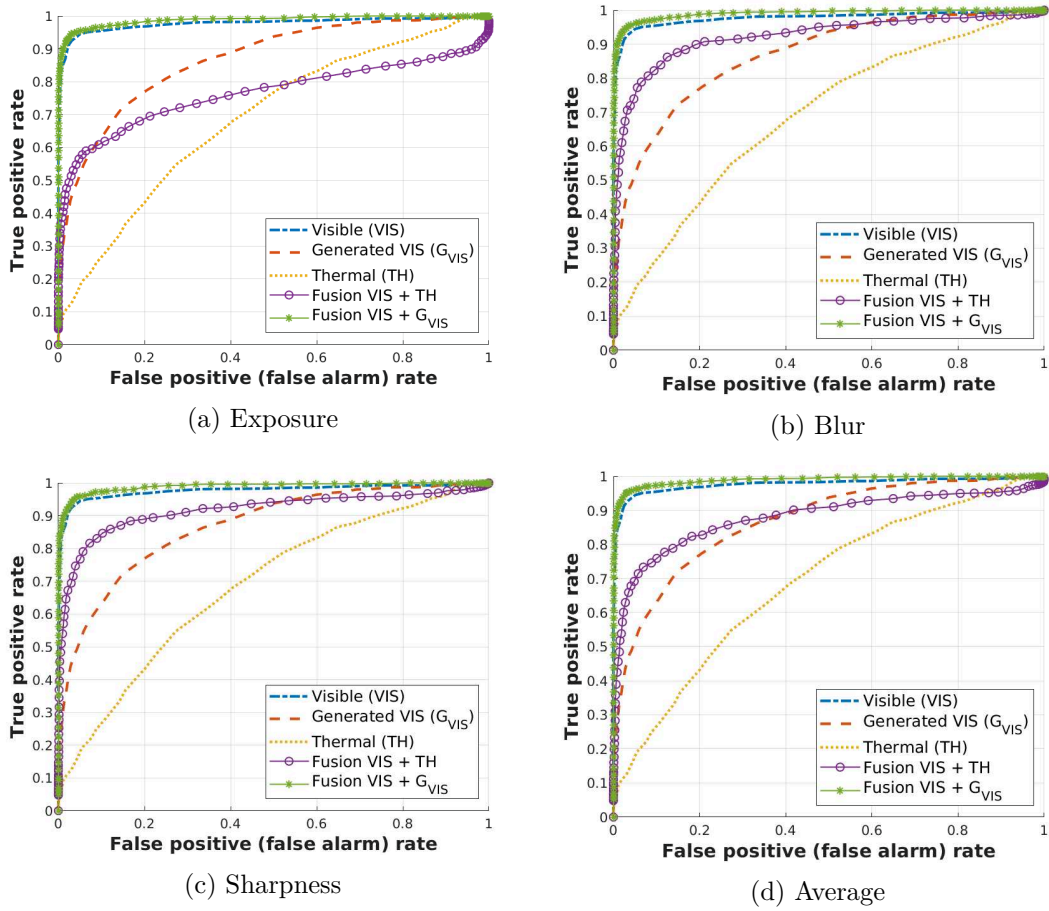 1
0.9
0.8
0.7
0.6
0.5
0.4
0.3
0.2
0.1
0
True positive rate
Visible (VIS)
Generated VIS (G_VIS)
Thermal (TH)
Fusion VIS + TH
Fusion VIS + G_VIS
0 0.2 0.4 0.6 0.8 1
False positive (false alarm) rate
(a) Exposure
1
0.9
0.8
0.7
0.6
0.5
0.4
0.3
0.2
0.1
0
True positive rate
Visible (VIS)
Generated VIS (G_VIS)
Thermal (TH)
Fusion VIS + TH
Fusion VIS + G_VIS
0 0.2 0.4 0.6 0.8 1
False positive (false alarm) rate
(b) Blur
1
0.9
0.8
0.7
0.6
0.5
0.4
0.3
0.2
0.1
0
True positive rate
Visible (VIS)
Generated VIS (G_VIS)
Thermal (TH)
Fusion VIS + TH
Fusion VIS + G_VIS
0 0.2 0.4 0.6 0.8 1
False positive (false alarm) rate
(c) Sharpness
1
0.9
0.8
0.7
0.6
0.5
0.4
0.3
0.2
0.1
0
True positive rate
Visible (VIS)
Generated VIS (G_VIS)
Thermal (TH)
Fusion VIS + TH
Fusion VIS + G_VIS
0 0.2 0.4 0.6 0.8 1
False positive (false alarm) rate
(d) Average